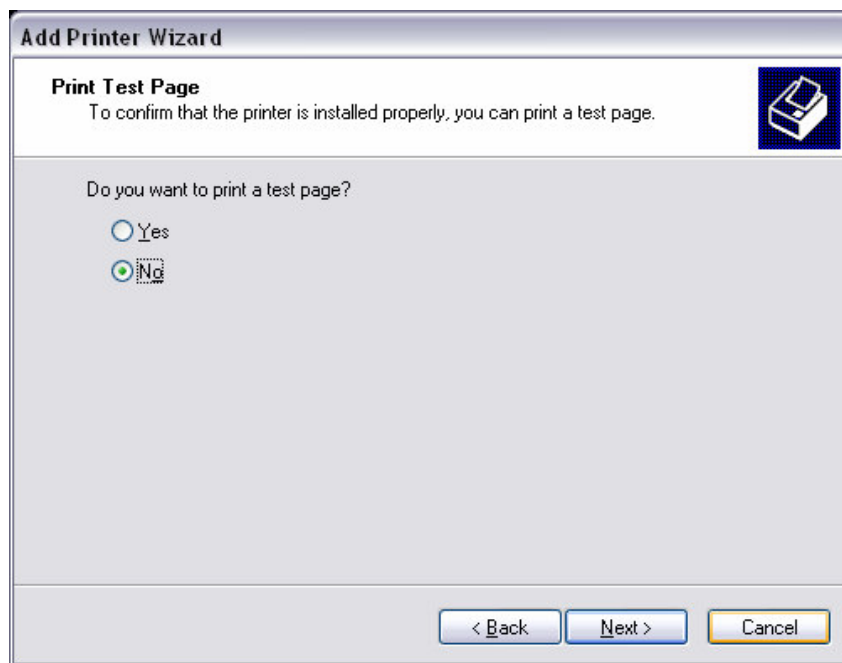 Add Printer Wizard
Print Test Page
To confirm that the printer is installed properly, you can print a test page.
Do you want to print a test page?
Yes
No
< Back Next > Cancel